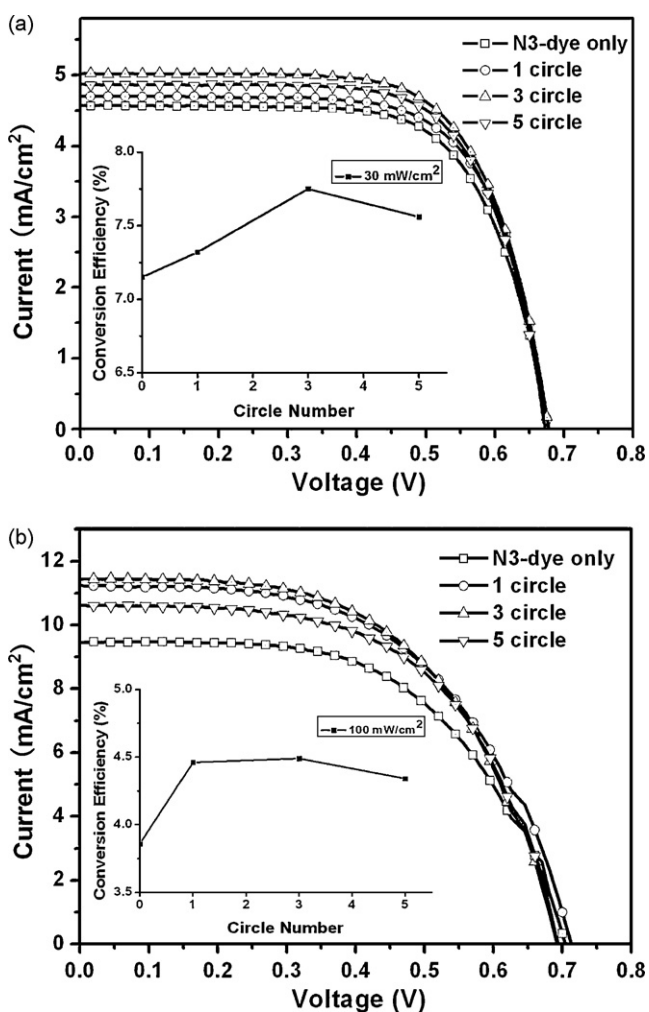 (a)
5
4
3
2
1
0
Current (mA/cm²)
N3-dye only
1 circle
3 circle
5 circle
8.0
7.5
7.0
6.5
Conversion Efficiency (%)
30 mW/cm²
0 1 2 3 4 5
Circle Number
0.0 0.1 0.2 0.3 0.4 0.5 0.6 0.7 0.8
Voltage (V)
(b)
12
10
8
6
4
2
0
Current (mA/cm²)
N3-dye only
1 circle
3 circle
5 circle
5.0
4.5
4.0
3.5
Conversion Efficiency (%)
100 mW/cm²
0 1 2 3 4 5
Circle Number
0.0 0.1 0.2 0.3 0.4 0.5 0.6 0.7 0.8
Voltage (V)